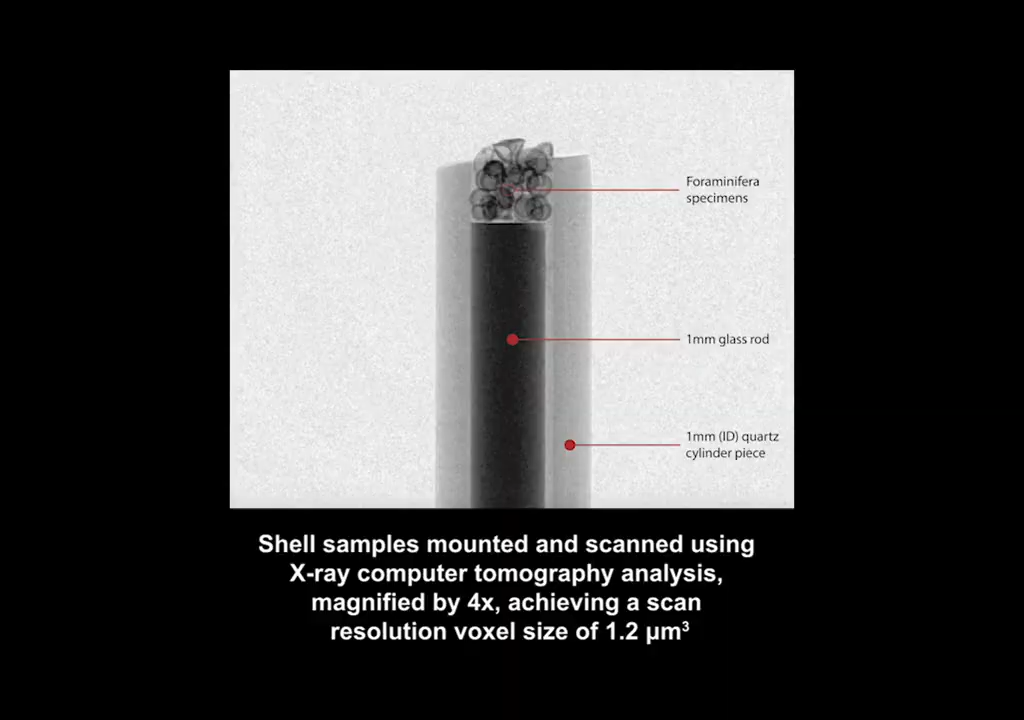 Foraminifera
specimens
1mm glass rod
1mm (ID) quartz
cylinder piece
Shell samples mounted and scanned using
X-ray computer tomography analysis,
magnified by 4x, achieving a scan
resolution voxel size of 1.2 μm³